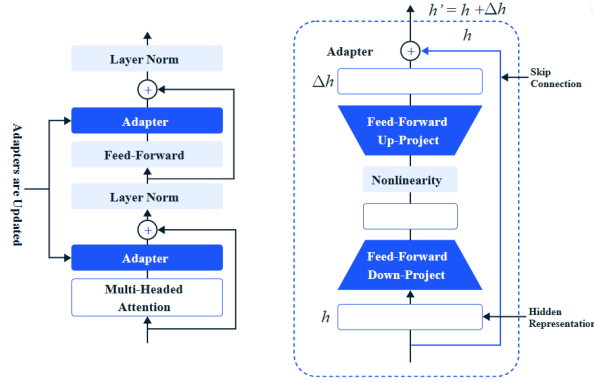 Layer Norm
+
Adapter
Feed-Forward
Layer Norm
+
Adapter
Multi-Headed
Attention
Adapters are Updated
h' = h + Δh
h
Adapter
+
Δh
Skip
Connection
Feed-Forward
Up-Project
Nonlinearity
Feed-Forward
Down-Project
h
Hidden
Representation